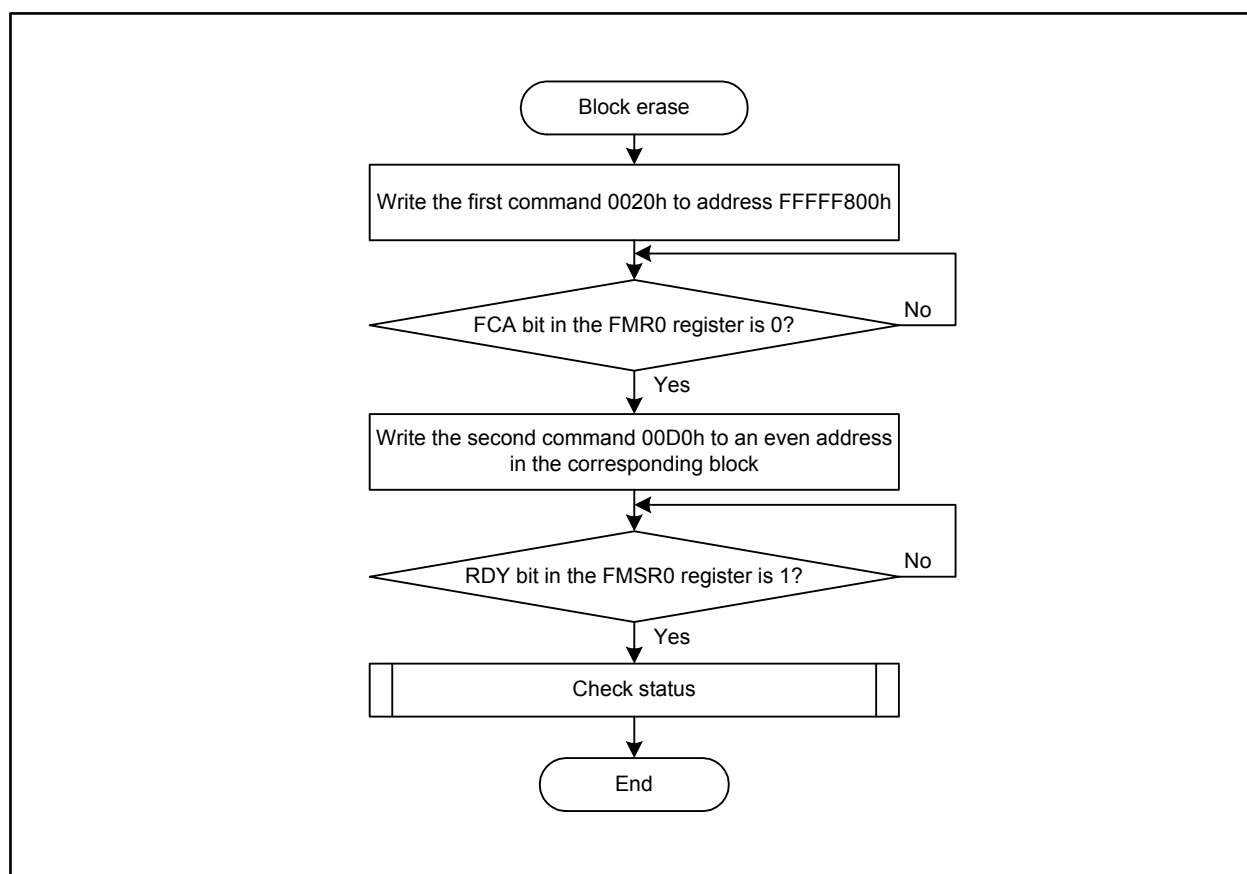 Block erase
Write the first command 0020h to address FFFFF800h
FCA bit in the FMR0 register is 0?
No
Yes
Write the second command 00D0h to an even address
in the corresponding block
RDY bit in the FMSR0 register is 1?
No
Yes
Check status
End